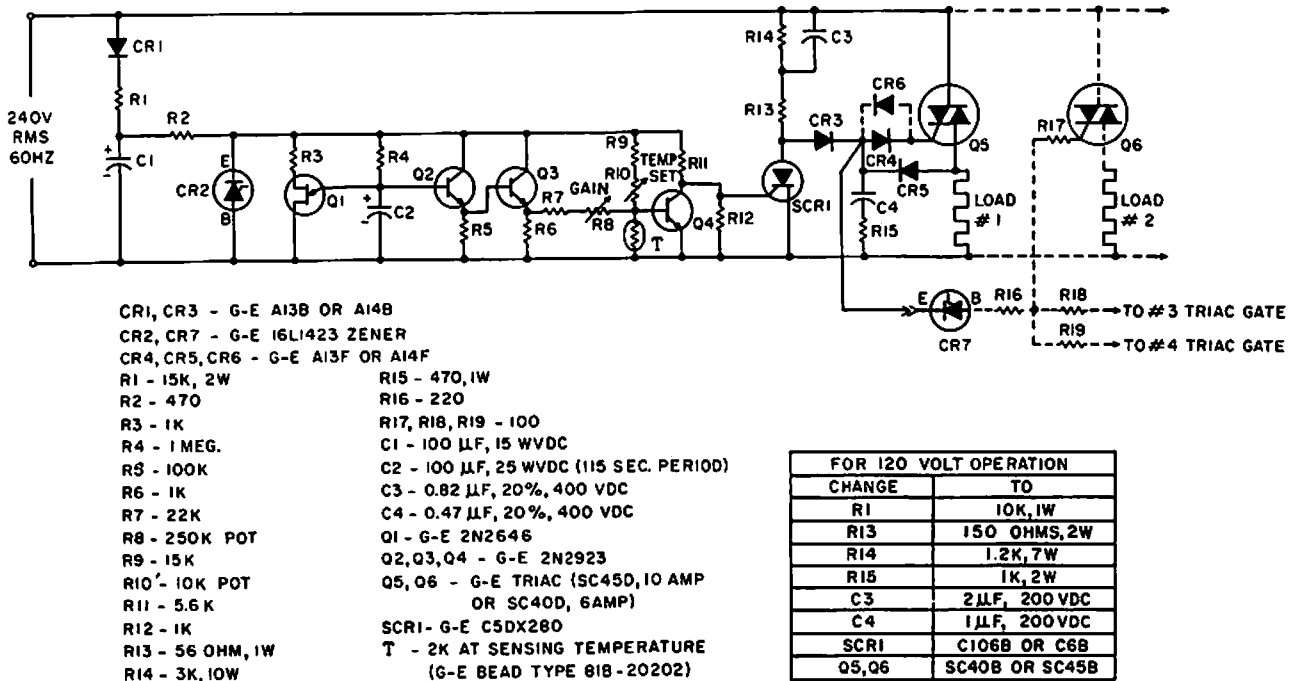 240V
RMS
60HZ
CR1
R1
C1
+
-
R2
E
CR2
B
R3
Q1
R4
+
C2
-
Q2
R5
Q3
R6
R7
GAIN
R8
R9
TEMP
SET
R10
T
R11
Q4
R12
R14
C3
R13
SCR1
CR3
CR6
CR4
CR5
C4
R15
Q5
LOAD
#1
R17
Q6
LOAD
#2
E
B
CR7
R16
R18
TO #3 TRIAC GATE
R19
TO #4 TRIAC GATE
CR1, CR3 - G-E A13B OR A14B
CR2, CR7 - G-E 16L1423 ZENER
CR4, CR5, CR6 - G-E A13F OR A14F
R1 - 15K, 2W
R2 - 470
R3 - 1K
R4 - 1 MEG.
R5 - 100K
R6 - 1K
R7 - 22K
R8 - 250K POT
R9 - 15K
R10 - 10K POT
R11 - 5.6K
R12 - 1K
R13 - 56 OHM, 1W
R14 - 3K, 10W
R15 - 470, 1W
R16 - 220
R17, R18, R19 - 100
C1 - 100 μF, 15 WVDC
C2 - 100 μF, 25 WVDC (115 SEC. PERIOD)
C3 - 0.82 μF, 20%, 400 VDC
C4 - 0.47 μF, 20%, 400 VDC
Q1 - G-E 2N2646
Q2, Q3, Q4 - G-E 2N2923
Q5, Q6 - G-E TRIAC (SC45D, 10 AMP
OR SC40D, 6AMP)
SCR1 - G-E C5DX280
T - 2K AT SENSING TEMPERATURE
(G-E BEAD TYPE 81B-20202)
FOR 120 VOLT OPERATION
CHANGE TO
R1 10K, 1W
R13 150 OHMS, 2W
R14 1.2K, 7W
R15 1K, 2W
C3 2μF, 200 VDC
C4 1μF, 200 VDC
SCR1 C106B OR C6B
Q5, Q6 SC40B OR SC45B